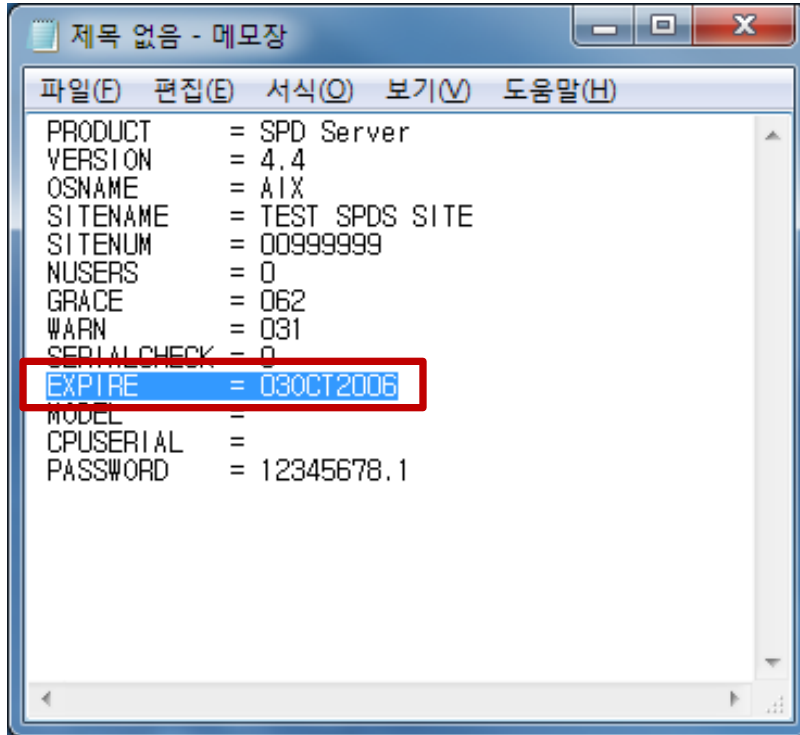 제목 없음 - 메모장
파일(F) 편집(E) 서식(O) 보기(V) 도움말(H)
PRODUCT = SPD Server
VERSION = 4.4
OSNAME = AIX
SITENAME = TEST SPDS SITE
SITENUM = 00999999
NUSERS = 0
GRACE = 062
WARN = 031
SERIALCHECK = 0
EXPIRE = 03OCT2006
MODEL =
CPUSERIAL =
PASSWORD = 12345678.1